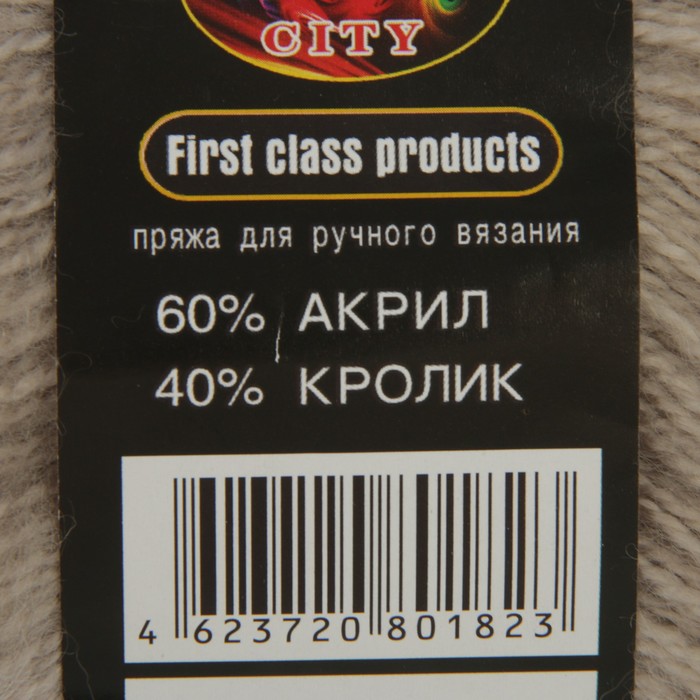 CITY
First class products
пряжа для ручного вязания
60% АКРИЛ
40% КРОЛИК
4 623720 801823